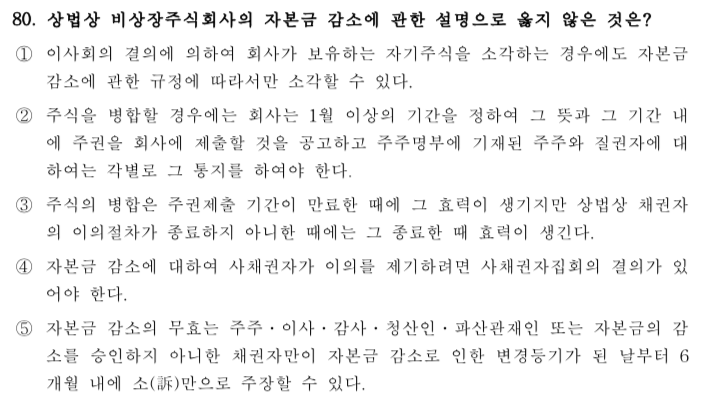 80. 상법상 비상장주식회사의 자본금 감소에 관한 설명으로 옳지 않은 것은?
① 이사회의 결의에 의하여 회사가 보유하는 자기주식을 소각하는 경우에도 자본금
감소에 관한 규정에 따라서만 소각할 수 있다.
② 주식을 병합할 경우에는 회사는 1월 이상의 기간을 정하여 그 뜻과 그 기간 내
에 주권을 회사에 제출할 것을 공고하고 주주명부에 기재된 주주와 질권자에 대
하여는 각별로 그 통지를 하여야 한다.
③ 주식의 병합은 주권제출 기간이 만료한 때에 그 효력이 생기지만 상법상 채권자
의 이의절차가 종료하지 아니한 때에는 그 종료한 때 효력이 생긴다.
④ 자본금 감소에 대하여 사채권자가 이의를 제기하려면 사채권자집회의 결의가 있
어야 한다.
⑤ 자본금 감소의 무효는 주주·이사·감사·청산인·파산관재인 또는 자본금의 감
소를 승인하지 아니한 채권자만이 자본금 감소로 인한 변경등기가 된 날부터 6
개월 내에 소(訴)만으로 주장할 수 있다.